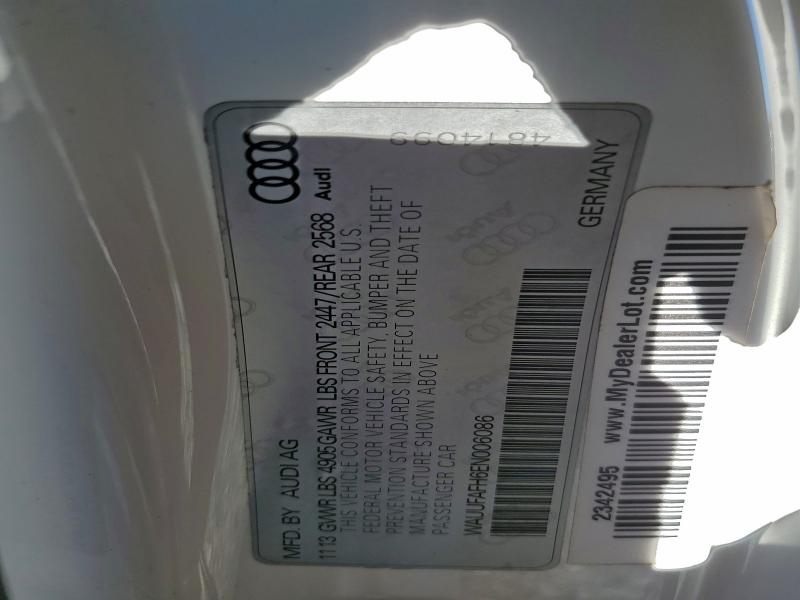 MFD. BY AUDI AG
1113 GVWR LBS 4905 GAWR LBS FRONT 2447/REAR 2568 Audi
THIS VEHICLE CONFORMS TO ALL APPLICABLE U.S.
FEDERAL MOTOR VEHICLE SAFETY, BUMPER AND THEFT
PREVENTION STANDARDS IN EFFECT ON THE DATE OF
MANUFACTURE SHOWN ABOVE
PASSENGER CAR
WAUUFAFH6EN006086
GERMANY
2342495 www.MyDealerLot.com